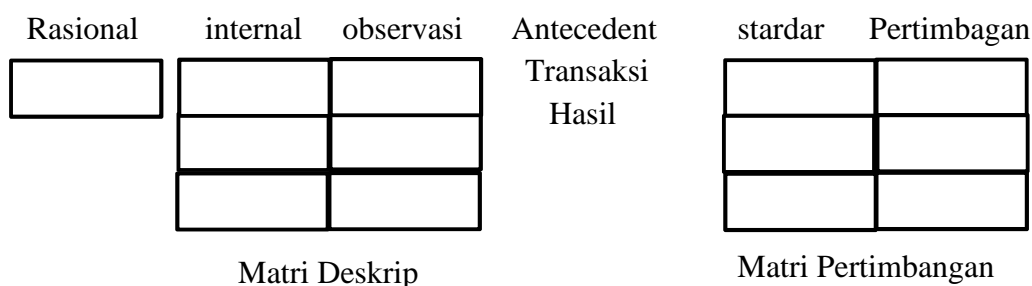 Rasional internal observasi Antecedent stardar Pertimbagan
Transaksi
Hasil
Matri Deskrip Matri Pertimbangan